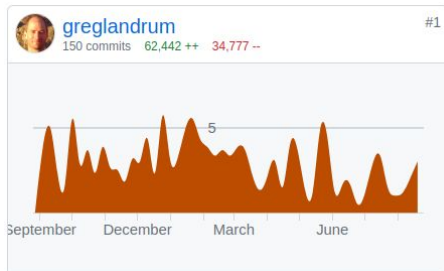 greglandrum
#1
150 commits 62,442 ++ 34,777 --
5
September December March June